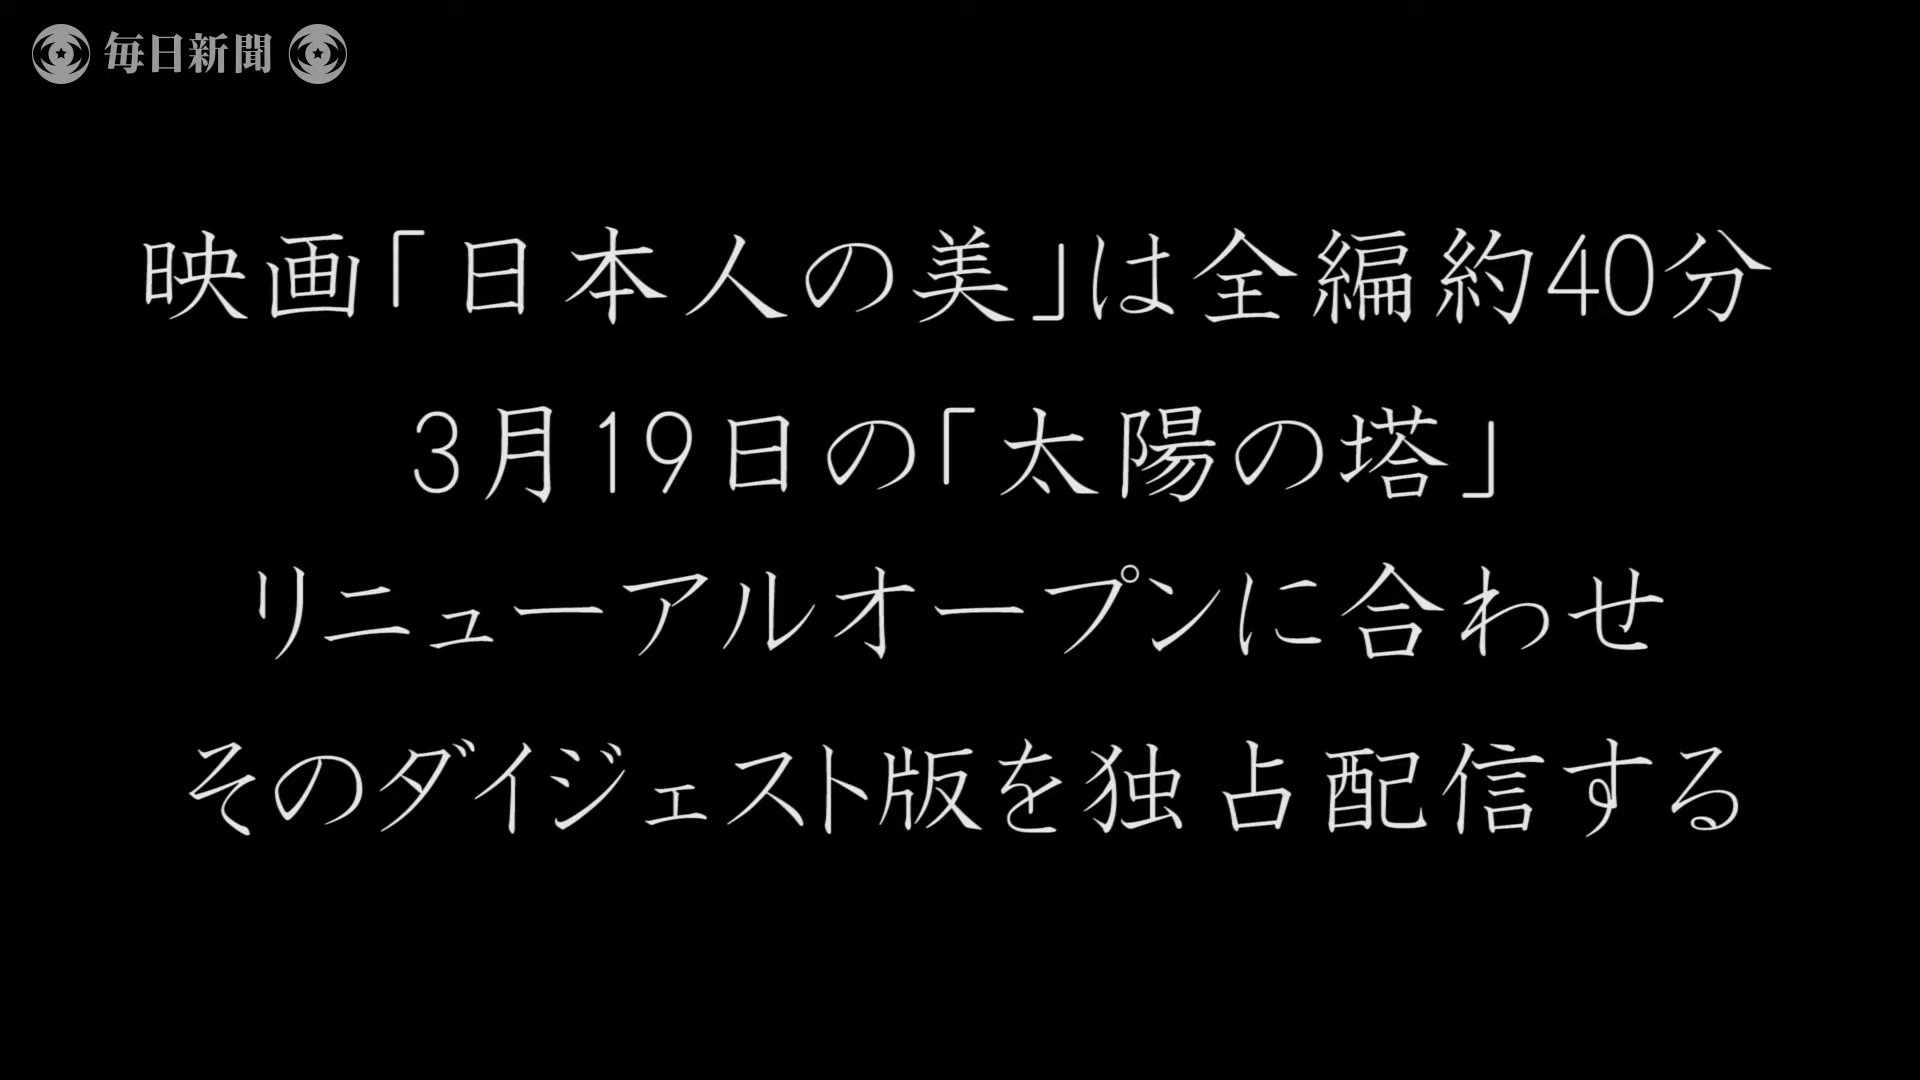 毎日新聞
映画「日本人の美」は全編約40分
3月19日の「太陽の塔」
リニューアルオープンに合わせ
そのダイジェスト版を独占配信する